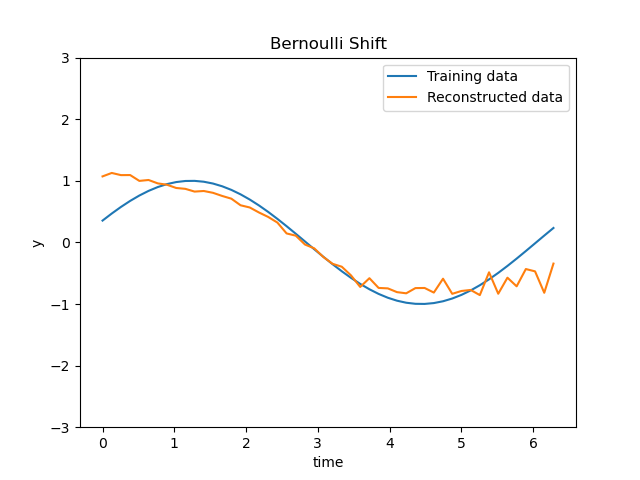 Bernoulli Shift
Training data
Reconstructed data
3
2
1
0
−1
−2
−3
y
0 1 2 3 4 5 6
time